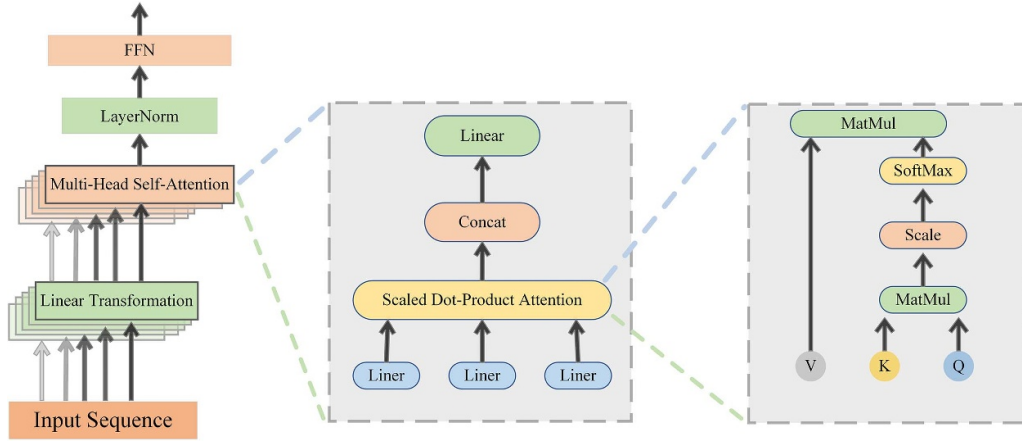 FFN
LayerNorm
Multi-Head Self-Attention
Linear Transformation
Input Sequence
Linear
Concat
Scaled Dot-Product Attention
Liner
Liner
Liner
MatMul
SoftMax
Scale
MatMul
V
K
Q